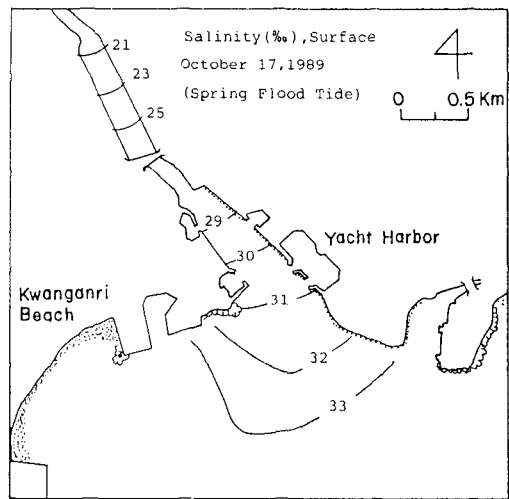 Salinity(‰),Surface
October 17,1989
(Spring Flood Tide)
0 0.5 Km
21
23
25
29
30
Yacht Harbor
31
Kwanganri
Beach
32
33